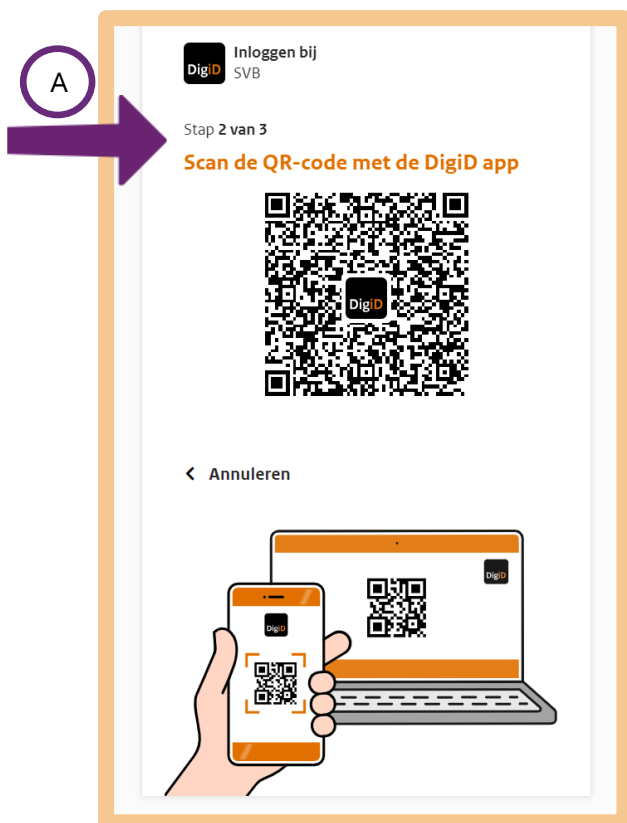 DigiD
Inloggen bij
SVB
A
Stap 2 van 3
Scan de QR-code met de DigiD app
DigiD
Annuleren
DigiD
DigiD